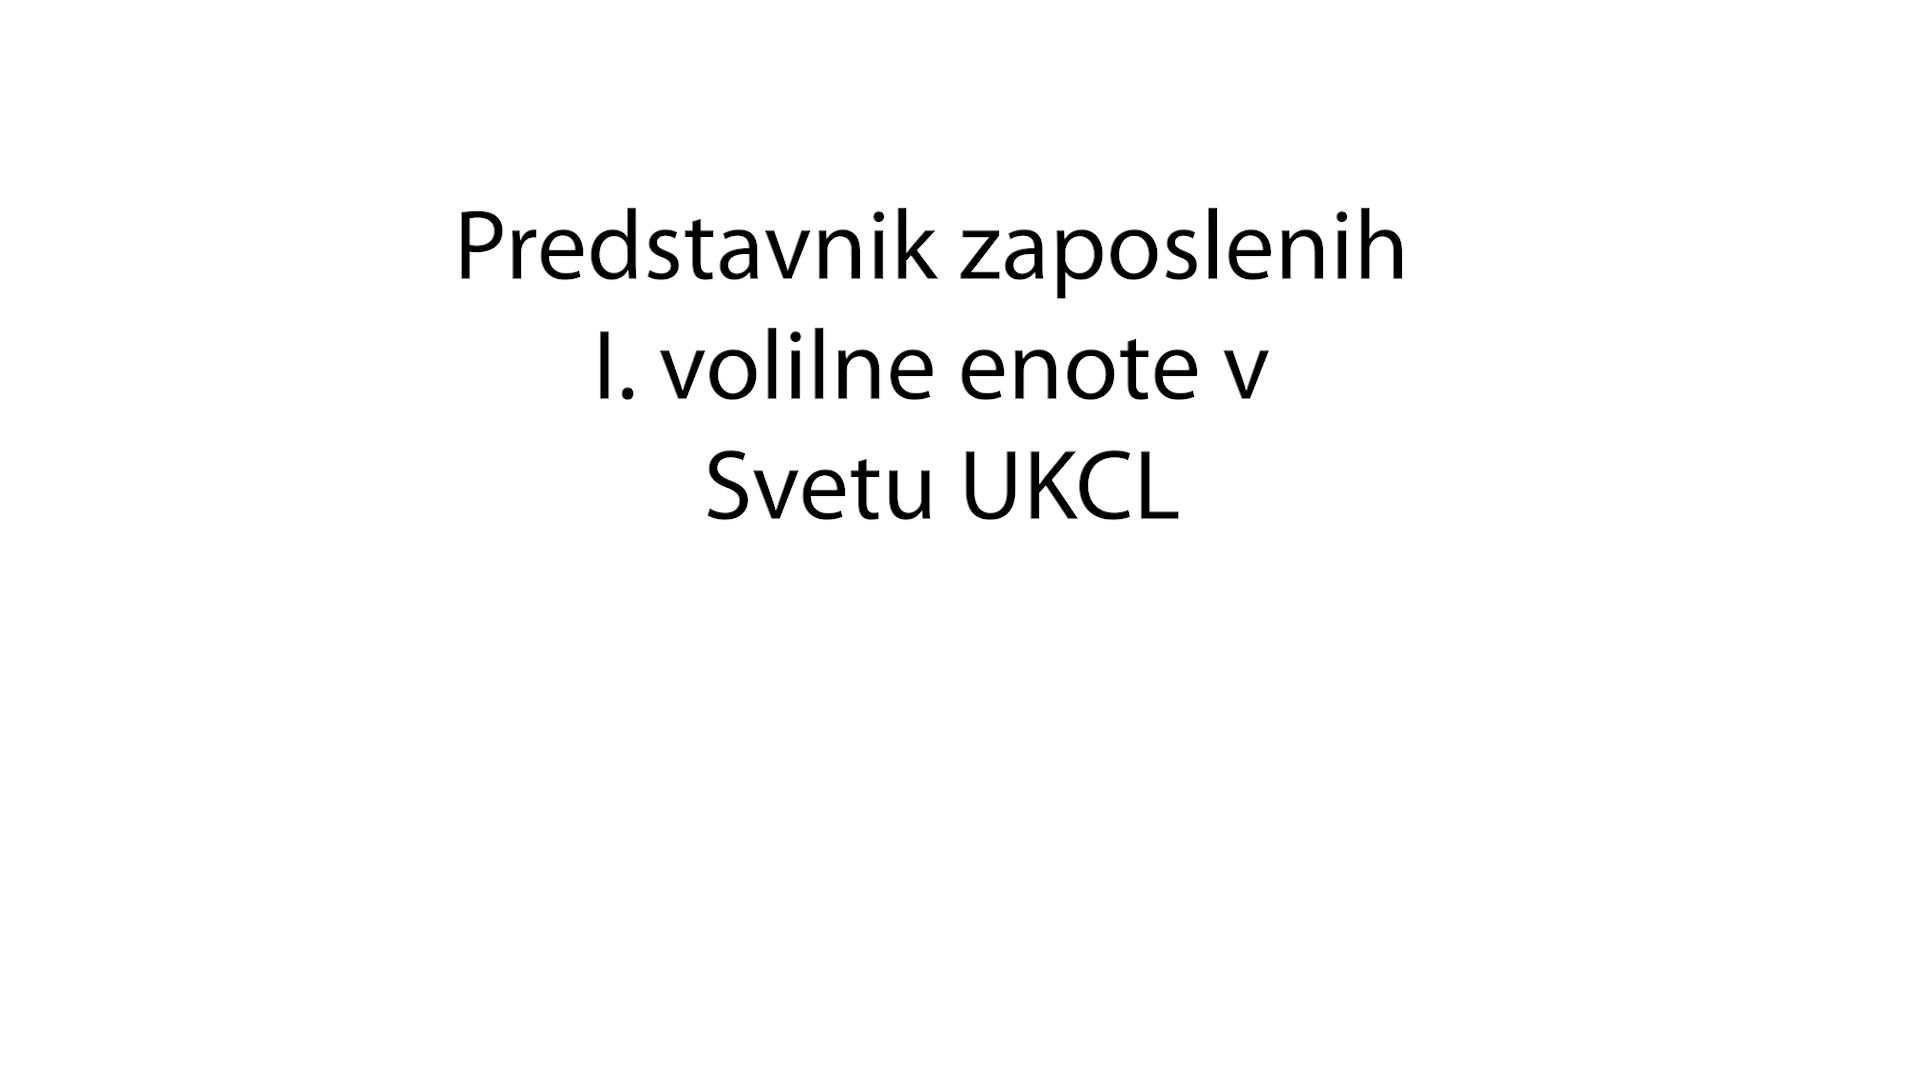 Predstavnik zaposlenih
I. volilne enote v
Svetu UKCL